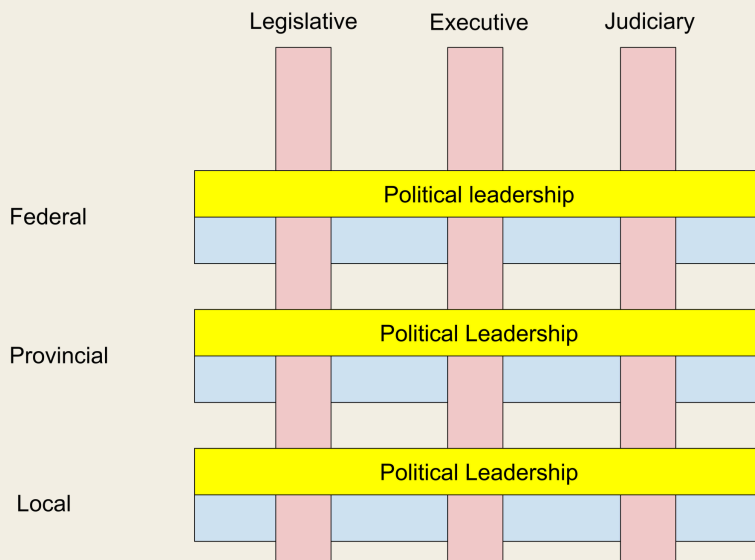 Legislative Executive Judiciary
Political leadership
Federal
Political Leadership
Provincial
Political Leadership
Local